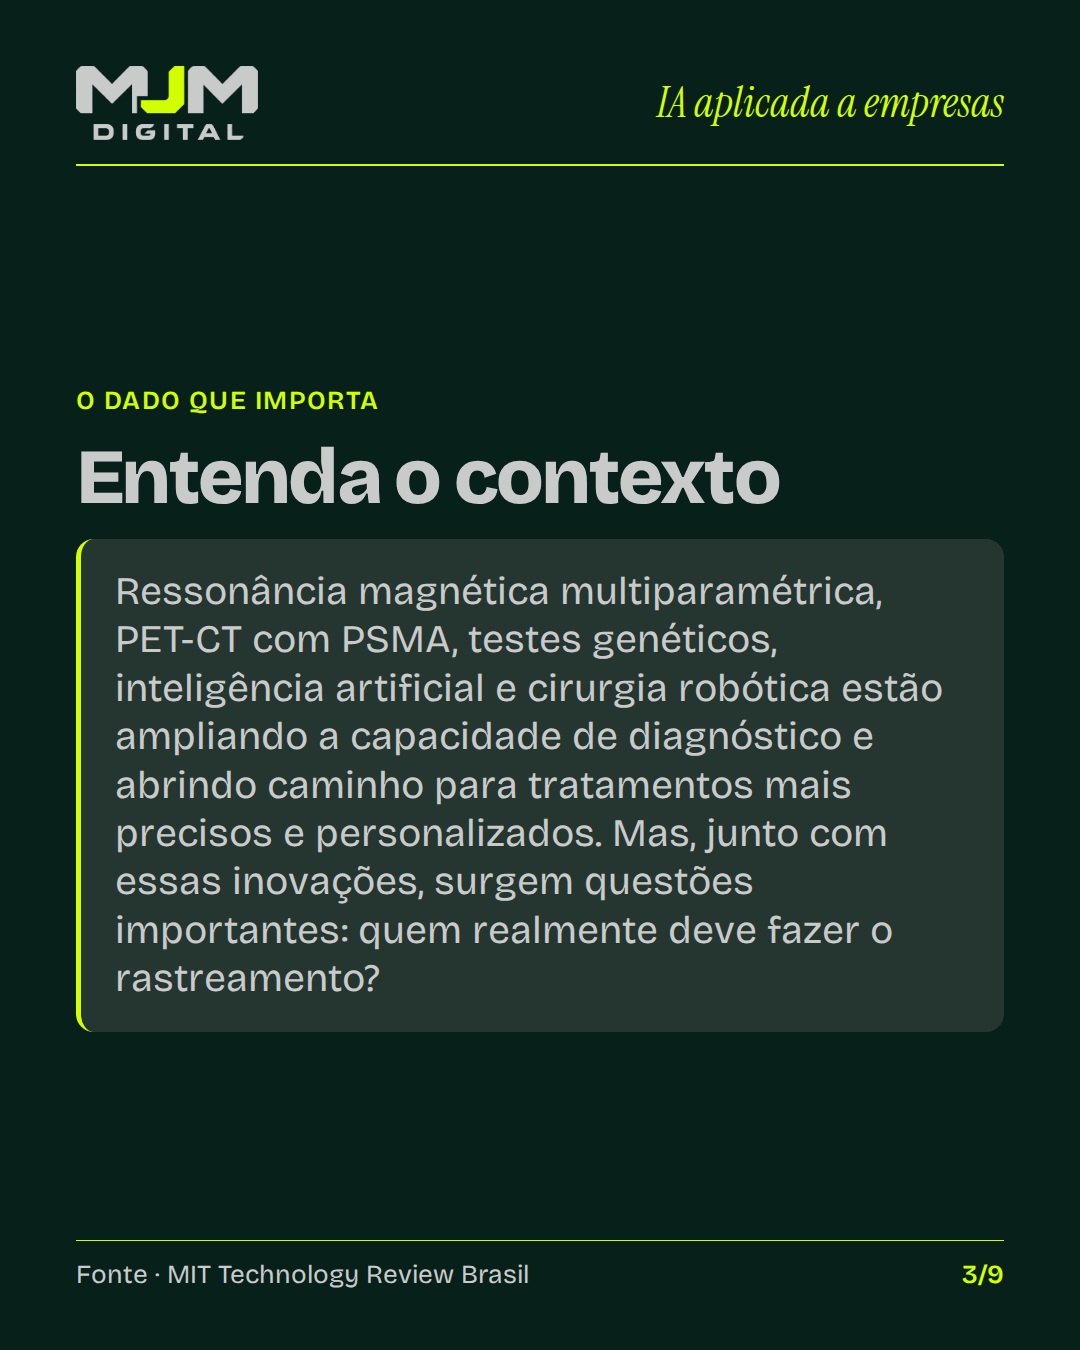 MJM
DIGITAL
IA aplicada a empresas
O DADO QUE IMPORTA
Entenda o contexto
Ressonância magnética multiparamétrica,
PET-CT com PSMA, testes genéticos,
inteligência artificial e cirurgia robótica estão
ampliando a capacidade de diagnóstico e
abrindo caminho para tratamentos mais
precisos e personalizados. Mas, junto com
essas inovações, surgem questões
importantes: quem realmente deve fazer o
rastreamento?
Fonte · MIT Technology Review Brasil
3/9